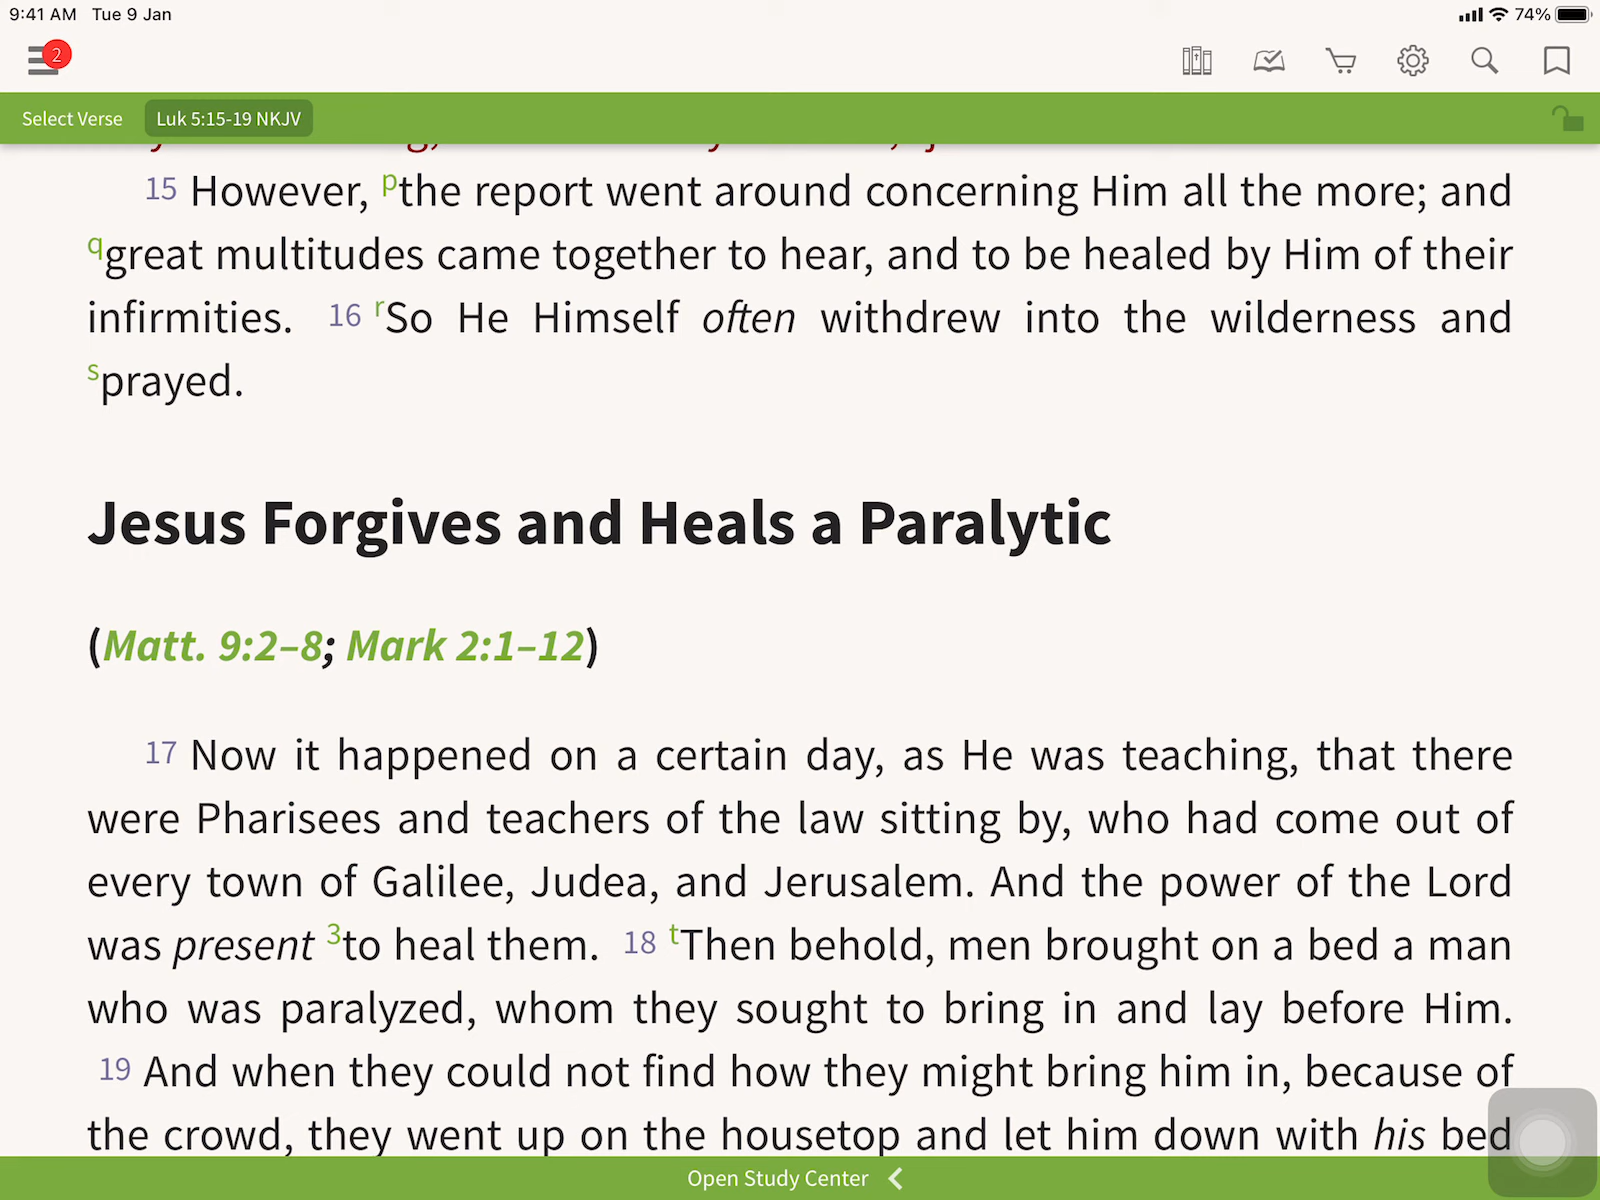 9:41 AM Tue 9 Jan 74%
2
Select Verse Luk 5:15-19 NKJV
15 However, pthe report went around concerning Him all the more; and
qgreat multitudes came together to hear, and to be healed by Him of their
infirmities. 16 rSo He Himself often withdrew into the wilderness and
sprayed.
Jesus Forgives and Heals a Paralytic
(Matt. 9:2–8; Mark 2:1–12)
17 Now it happened on a certain day, as He was teaching, that there
were Pharisees and teachers of the law sitting by, who had come out of
every town of Galilee, Judea, and Jerusalem. And the power of the Lord
was present 3to heal them. 18 tThen behold, men brought on a bed a man
who was paralyzed, whom they sought to bring in and lay before Him.
19 And when they could not find how they might bring him in, because of
the crowd, they went up on the housetop and let him down with his bed
Open Study Center